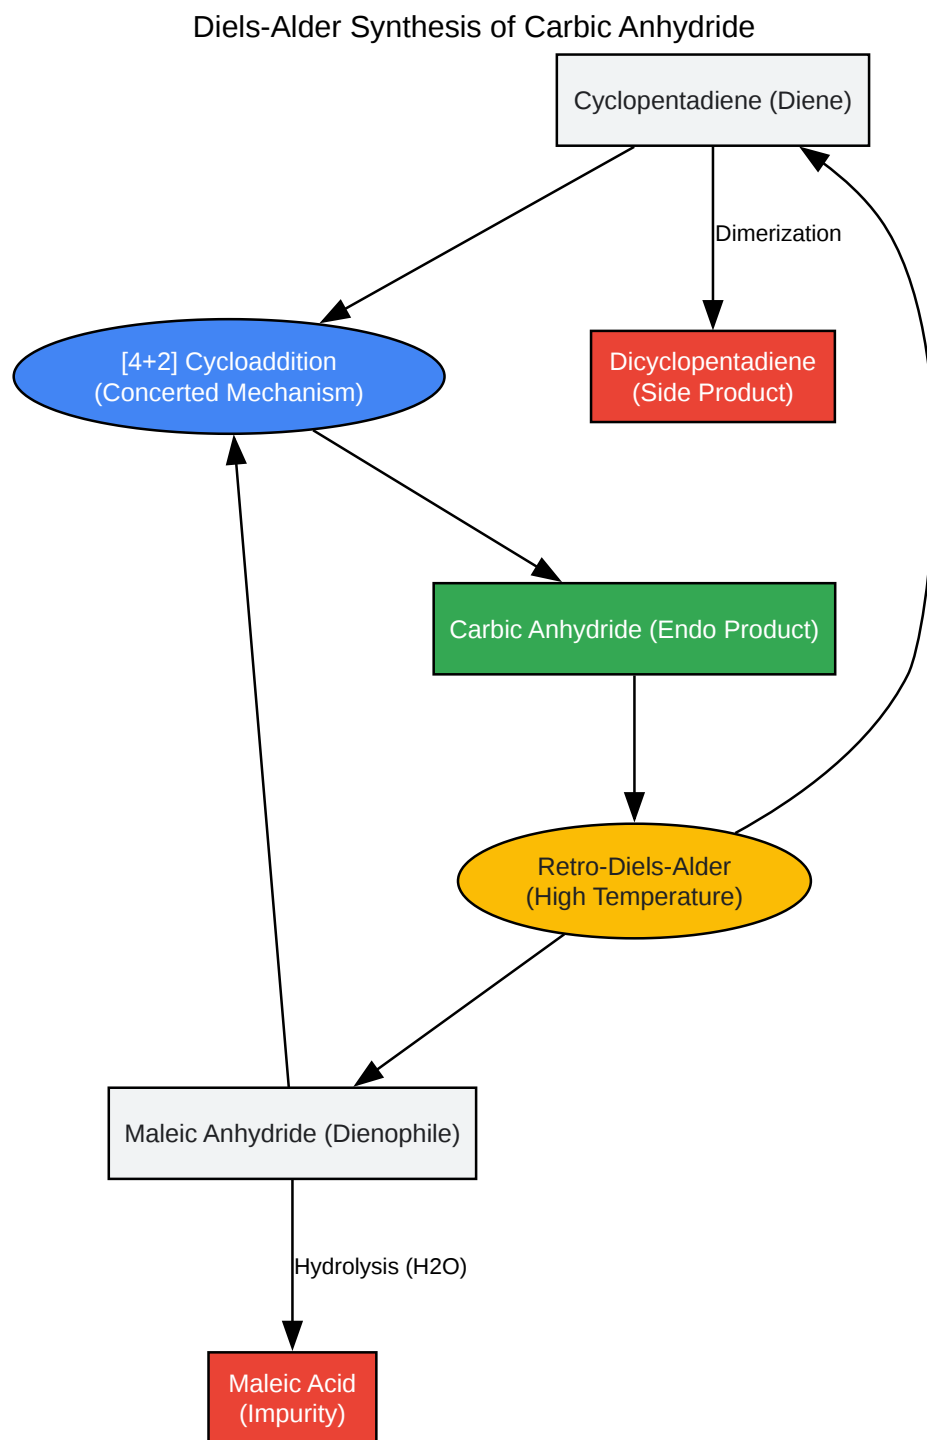 Diels-Alder Synthesis of Carbic Anhydride
Cyclopentadiene (Diene)
Dimerization
[4+2] Cycloaddition
(Concerted Mechanism)
Dicyclopentadiene
(Side Product)
Carbic Anhydride (Endo Product)
Retro-Diels-Alder
(High Temperature)
Maleic Anhydride (Dienophile)
Hydrolysis (H2O)
Maleic Acid
(Impurity)